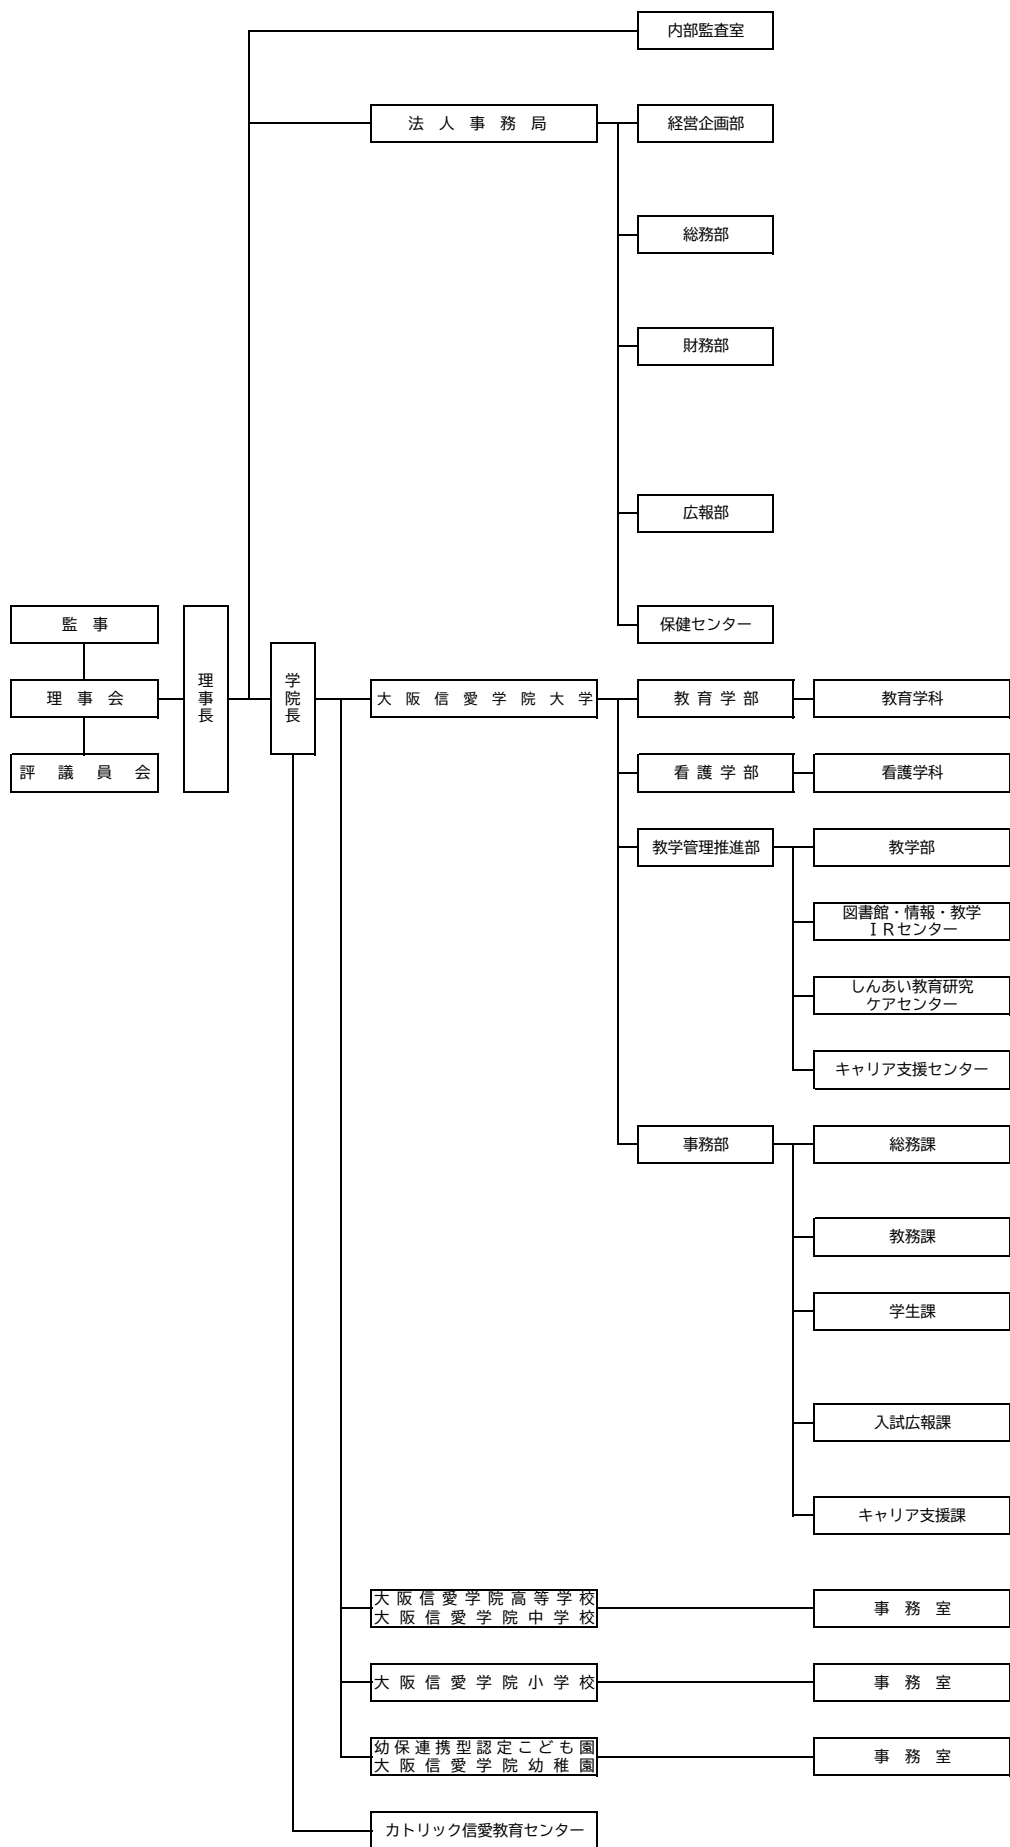 内部監査室
法人事務局
経営企画部
総務部
財務部
広報部
保健センター
監事
理事会
評議員会
理事長
学院長
大阪信愛学院大学
教育学部
教育学科
看護学部
看護学科
教学管理推進部
教学部
図書館・情報・教学
ＩＲセンター
しんあい教育研究
ケアセンター
キャリア支援センター
事務部
総務課
教務課
学生課
入試広報課
キャリア支援課
大阪信愛学院高等学校
大阪信愛学院中学校
事務室
大阪信愛学院小学校
事務室
幼保連携型認定こども園
大阪信愛学院幼稚園
事務室
カトリック信愛教育センター